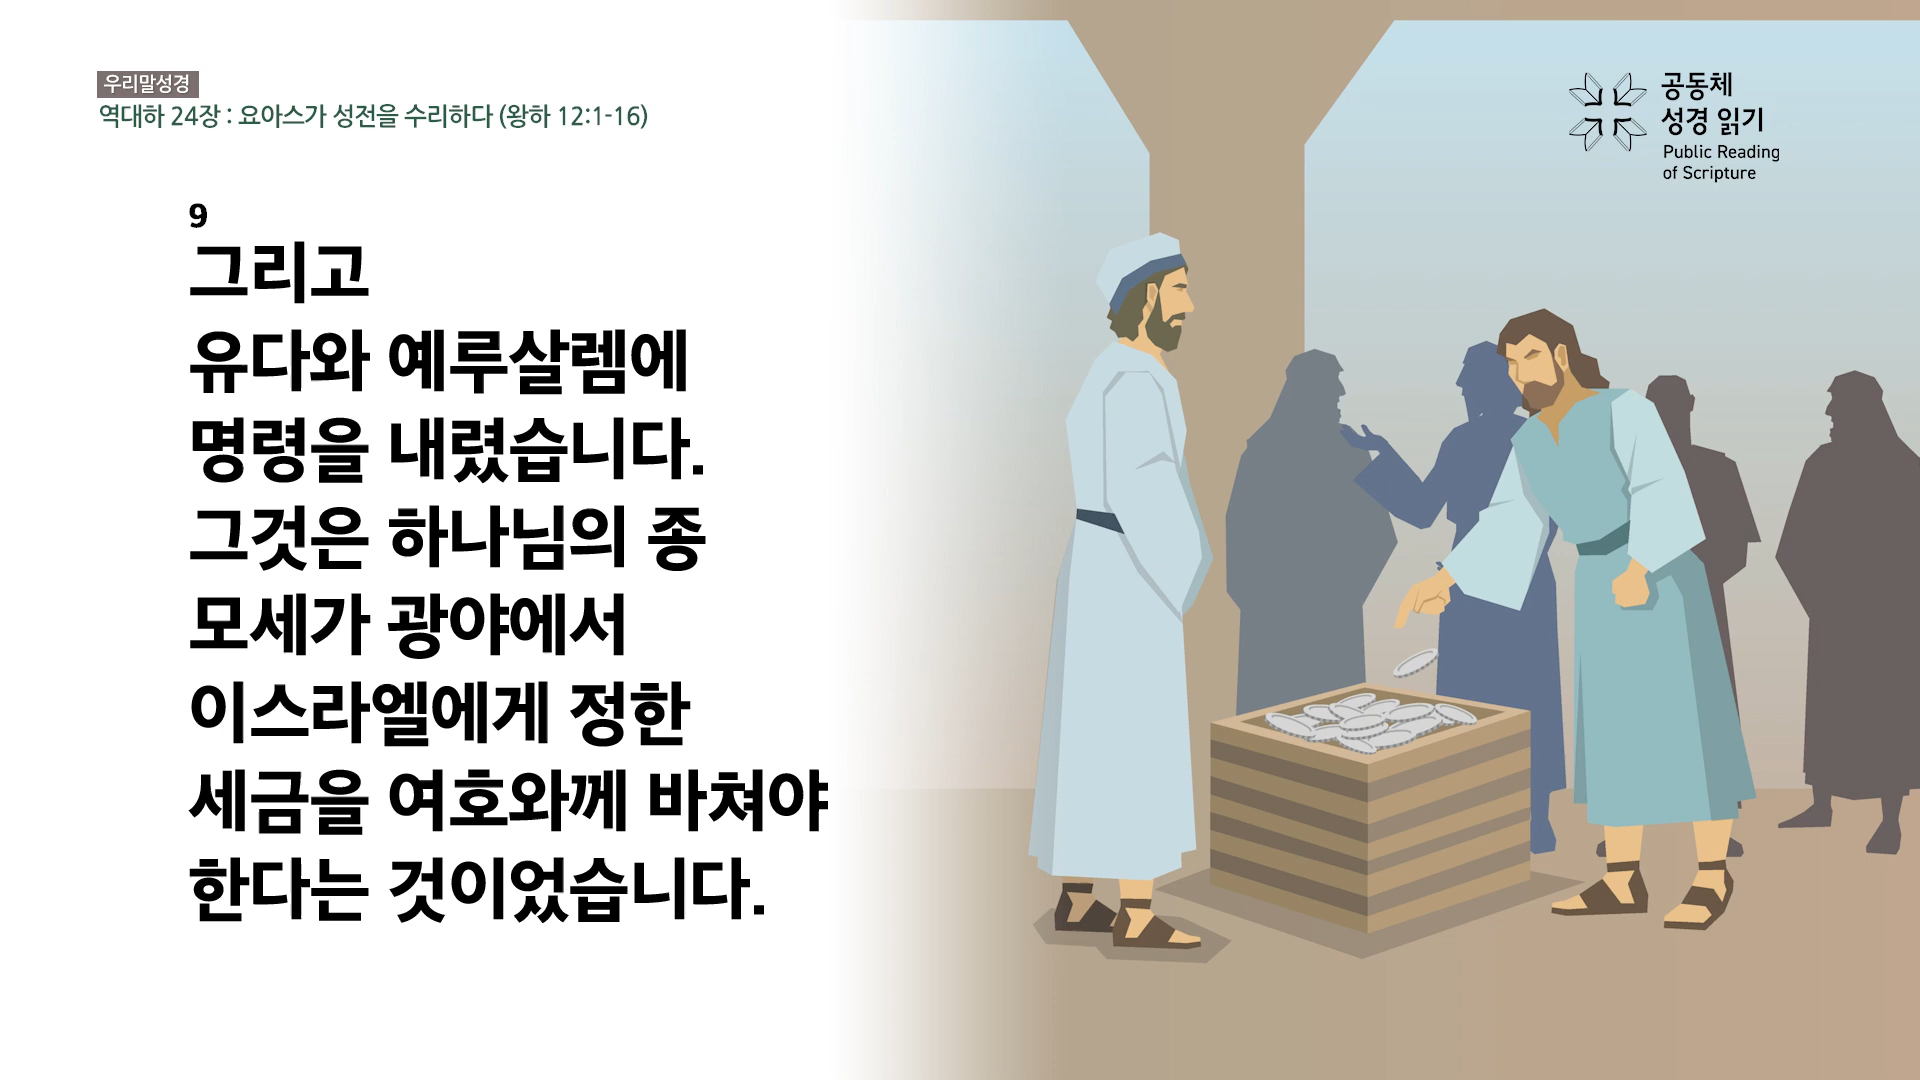 우리말성경
역대하 24장 : 요아스가 성전을 수리하다 (왕하 12:1-16)
공동체
성경 읽기
Public Reading
of Scripture
9
그리고
유다와 예루살렘에
명령을 내렸습니다.
그것은 하나님의 종
모세가 광야에서
이스라엘에게 정한
세금을 여호와께 바쳐야
한다는 것이었습니다.